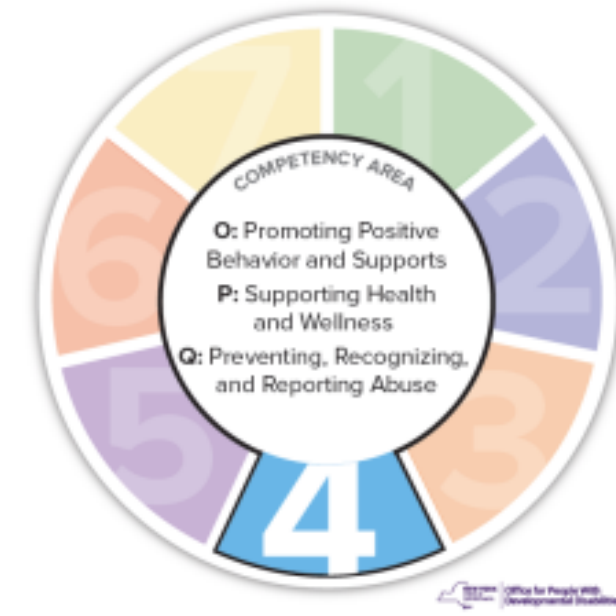 7
1
COMPETENCY AREA
O: Promoting Positive
Behavior and Supports
P: Supporting Health
and Wellness
Q: Preventing, Recognizing,
and Reporting Abuse
6
2
5
3
4
Office for People With
Developmental Disabilities